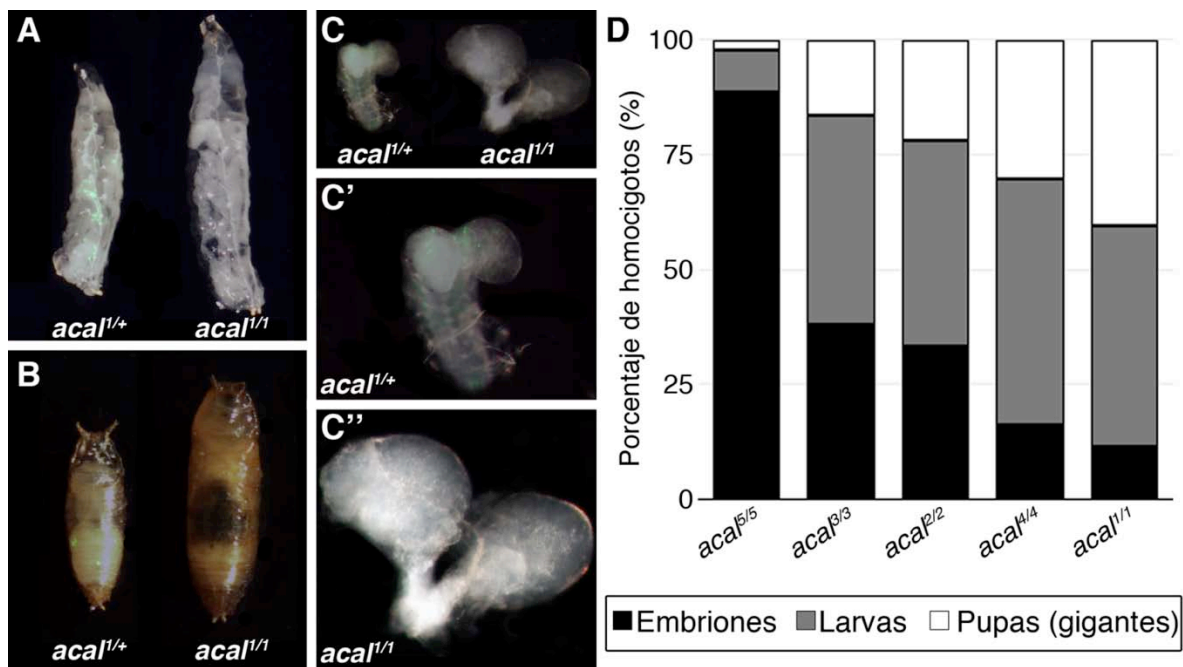 A
acal1/+
acal1/1
B
acal1/+
acal1/1
C
acal1/+
acal1/1
C'
acal1/+
C''
acal1/1
D
Porcentaje de homocigotos (%)
100
75
50
25
0
acal5/5
acal3/3
acal2/2
acal4/4
acal1/1
Embriones Larvas Pupas (gigantes)